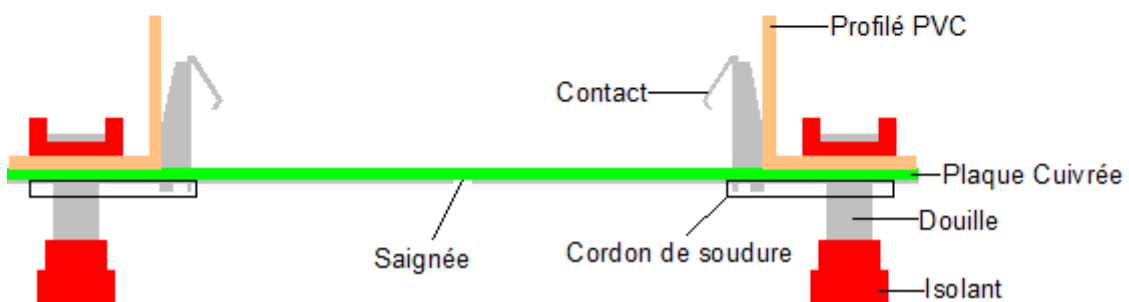 Profilé PVC
Contact
Plaque Cuivrée
Douille
Cordon de soudure
Saignée
Isolant